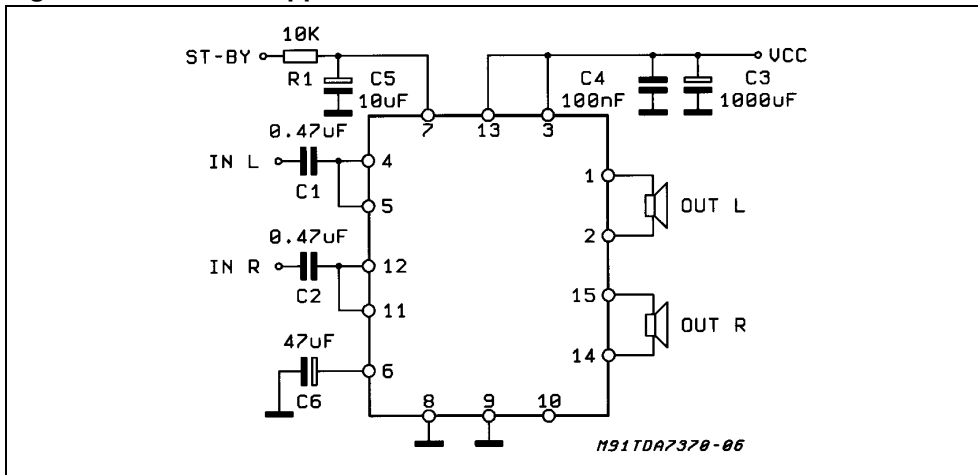 10K
ST-BY
R1
C5
10uF
C4
100nF
VCC
C3
1000uF
7
13
3
0.47uF
IN L
C1
4
5
1
2
OUT L
0.47uF
IN R
C2
12
11
15
14
OUT R
47uF
C6
6
8
9
10
M91TDA7370-06